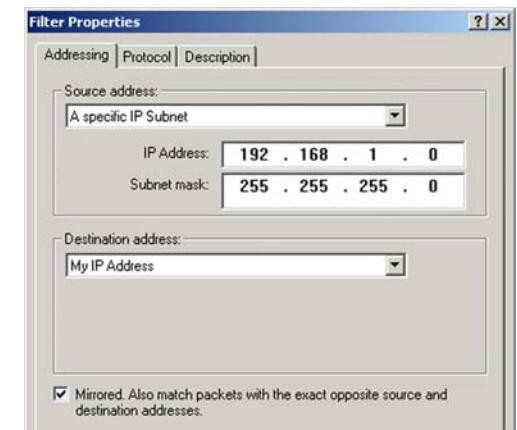 Filter Properties
Addressing Protocol Description
Source address:
A specific IP Subnet
IP Address: 192 . 168 . 1 . 0
Subnet mask: 255 . 255 . 255 . 0
Destination address:
My IP Address
Mirrored. Also match packets with the exact opposite source and
destination addresses.